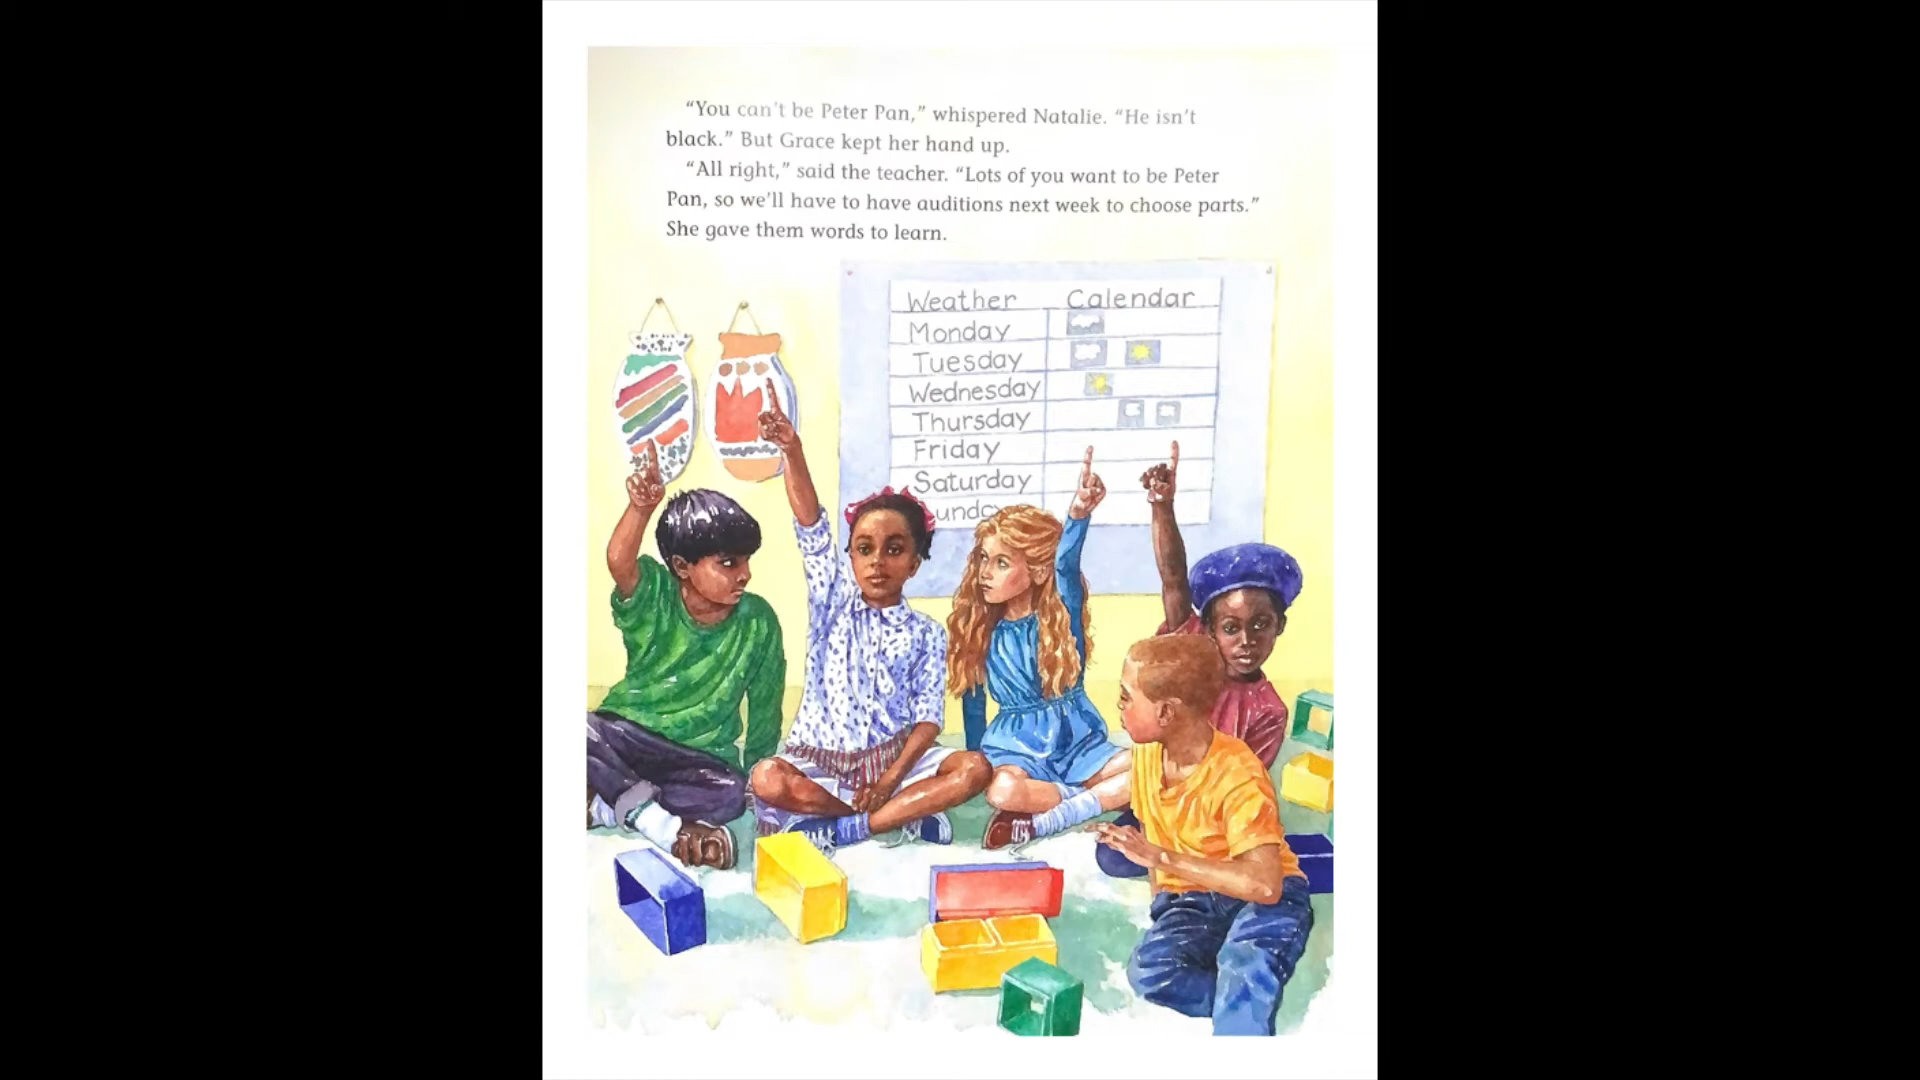 “You can’t be Peter Pan,” whispered Natalie. “He isn’t
black.” But Grace kept her hand up.
“All right,” said the teacher. “Lots of you want to be Peter
Pan, so we’ll have to have auditions next week to choose parts.”
She gave them words to learn.
Weather Calendar
Monday
Tuesday
Wednesday
Thursday
Friday
Saturday
unda